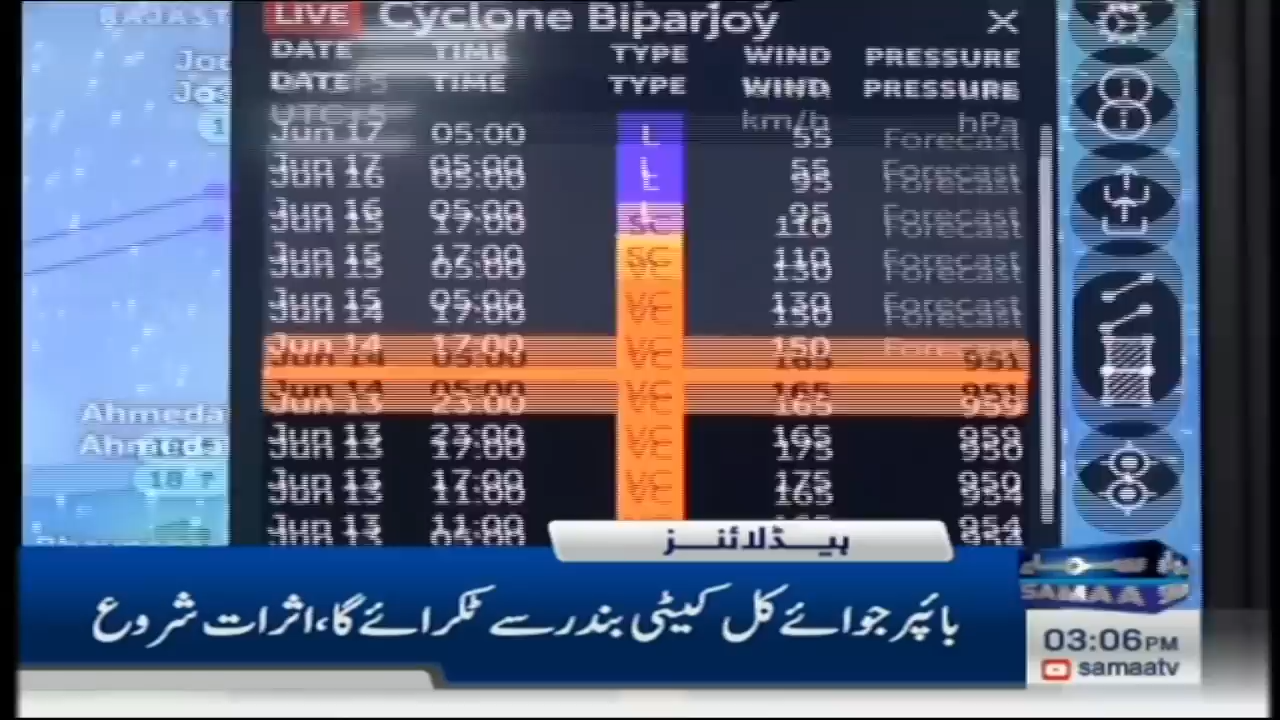 LIVE Cyclone Biparjoy
DATE TIME TYPE WIND PRESSURE
km/h hPa
Jun 17 05:00 L 55 Forecast
Jun 16 05:00 L 95 Forecast
Jun 15 17:00 SC 110 Forecast
Jun 15 05:00 VC 130 Forecast
Jun 14 17:00 VC 150 Forecast
Jun 14 05:00 VC 165 951
Jun 13 23:00 VC 165
Jun 13 17:00 VC 175 950
Jun 13 11:00 VC 165 954
Ahmeda
ہیڈلائنز
بائپر جوائے کل کیٹی بندر سے ٹکرائے گا، اثرات شروع
SAMAA
03:06 PM
samaatv